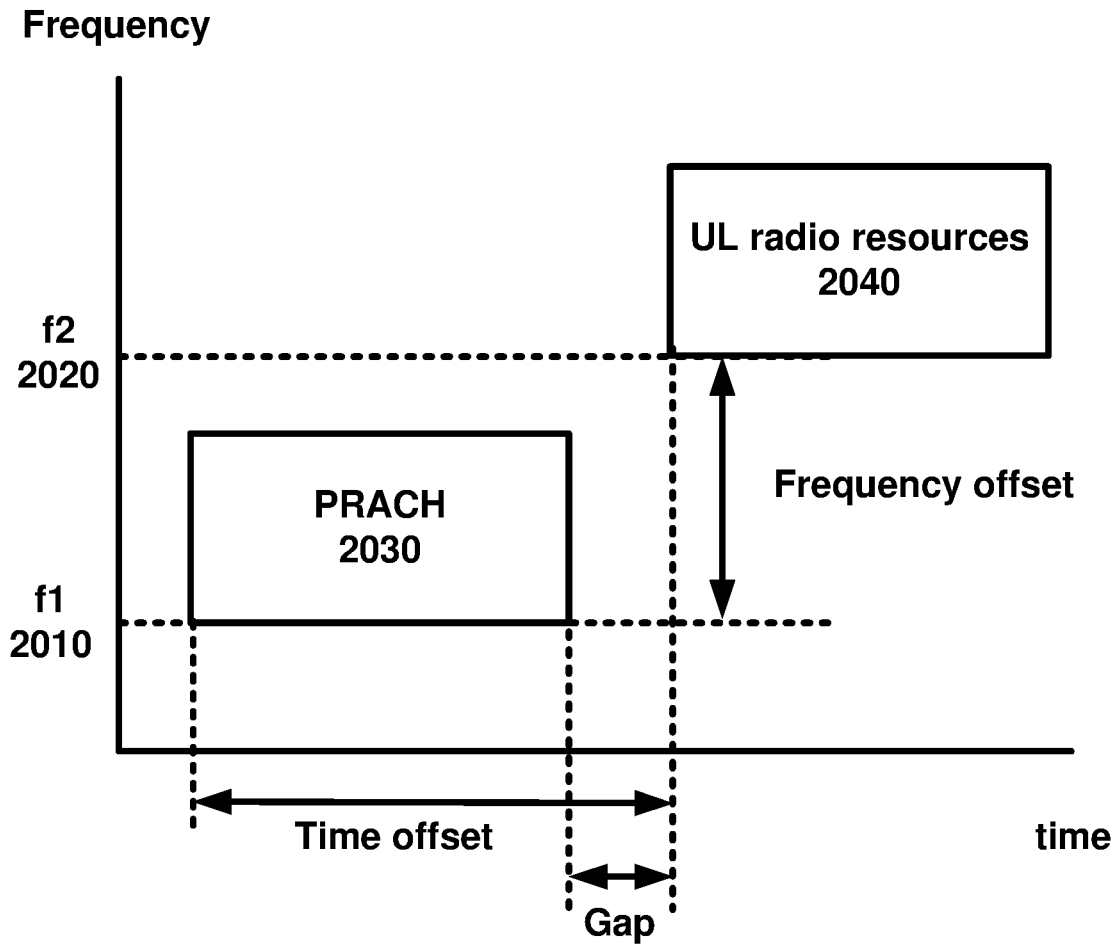 Frequency
UL radio resources
2040
f2
2020
Frequency offset
PRACH
2030
f1
2010
Time offset
time
Gap